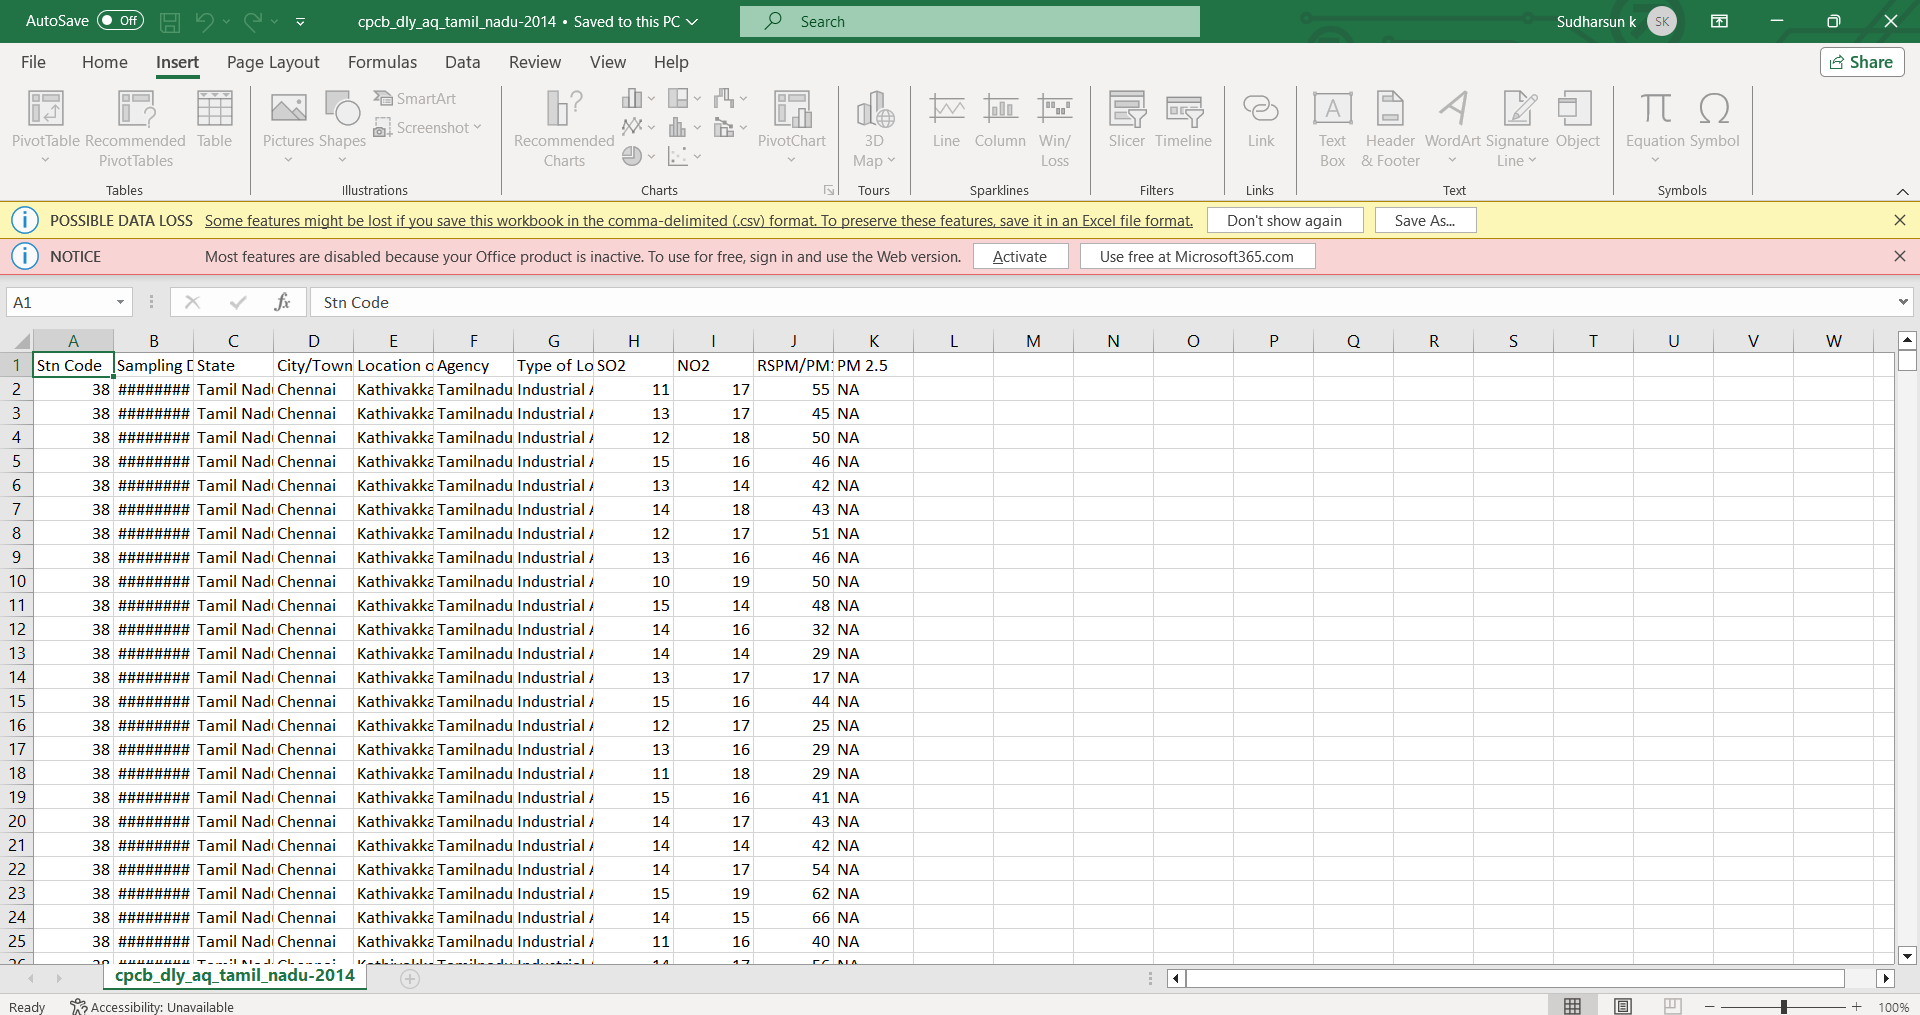 AutoSave Off cpcb_dly_aq_tamil_nadu-2014 • Saved to this PC Search Sudharsun k SK
File Home Insert Page Layout Formulas Data Review View Help Share
PivotTable Recommended PivotTables Table Pictures Shapes SmartArt Screenshot Recommended Charts PivotChart 3D Map Line Column Win/Loss Slicer Timeline Link Text Box Header & Footer WordArt Signature Line Object Equation Symbol
Tables Illustrations Charts Tours Sparklines Filters Links Text Symbols
POSSIBLE DATA LOSS Some features might be lost if you save this workbook in the comma-delimited (.csv) format. To preserve these features, save it in an Excel file format. Don't show again Save As...
NOTICE Most features are disabled because your Office product is inactive. To use for free, sign in and use the Web version. Activate Use free at Microsoft365.com
A1 fx Stn Code
A B C D E F G H I J K L M N O P Q R S T U V W
1 Stn Code Sampling D State City/Town Location o Agency Type of Lo SO2 NO2 RSPM/PM1 PM 2.5
2 38 ######## Tamil Nad Chennai Kathivakka Tamilnadu Industrial A 11 17 55 NA
3 38 ######## Tamil Nad Chennai Kathivakka Tamilnadu Industrial A 13 17 45 NA
4 38 ######## Tamil Nad Chennai Kathivakka Tamilnadu Industrial A 12 18 50 NA
5 38 ######## Tamil Nad Chennai Kathivakka Tamilnadu Industrial A 15 16 46 NA
6 38 ######## Tamil Nad Chennai Kathivakka Tamilnadu Industrial A 13 14 42 NA
7 38 ######## Tamil Nad Chennai Kathivakka Tamilnadu Industrial A 14 18 43 NA
8 38 ######## Tamil Nad Chennai Kathivakka Tamilnadu Industrial A 12 17 51 NA
9 38 ######## Tamil Nad Chennai Kathivakka Tamilnadu Industrial A 13 16 46 NA
10 38 ######## Tamil Nad Chennai Kathivakka Tamilnadu Industrial A 10 19 50 NA
11 38 ######## Tamil Nad Chennai Kathivakka Tamilnadu Industrial A 15 14 48 NA
12 38 ######## Tamil Nad Chennai Kathivakka Tamilnadu Industrial A 14 16 32 NA
13 38 ######## Tamil Nad Chennai Kathivakka Tamilnadu Industrial A 14 14 29 NA
14 38 ######## Tamil Nad Chennai Kathivakka Tamilnadu Industrial A 13 17 17 NA
15 38 ######## Tamil Nad Chennai Kathivakka Tamilnadu Industrial A 15 16 44 NA
16 38 ######## Tamil Nad Chennai Kathivakka Tamilnadu Industrial A 12 17 25 NA
17 38 ######## Tamil Nad Chennai Kathivakka Tamilnadu Industrial A 13 16 29 NA
18 38 ######## Tamil Nad Chennai Kathivakka Tamilnadu Industrial A 11 18 29 NA
19 38 ######## Tamil Nad Chennai Kathivakka Tamilnadu Industrial A 15 16 41 NA
20 38 ######## Tamil Nad Chennai Kathivakka Tamilnadu Industrial A 14 17 43 NA
21 38 ######## Tamil Nad Chennai Kathivakka Tamilnadu Industrial A 14 14 42 NA
22 38 ######## Tamil Nad Chennai Kathivakka Tamilnadu Industrial A 14 17 54 NA
23 38 ######## Tamil Nad Chennai Kathivakka Tamilnadu Industrial A 15 19 62 NA
24 38 ######## Tamil Nad Chennai Kathivakka Tamilnadu Industrial A 14 15 66 NA
25 38 ######## Tamil Nad Chennai Kathivakka Tamilnadu Industrial A 11 16 40 NA
cpcb_dly_aq_tamil_nadu-2014
Ready Accessibility: Unavailable 100%